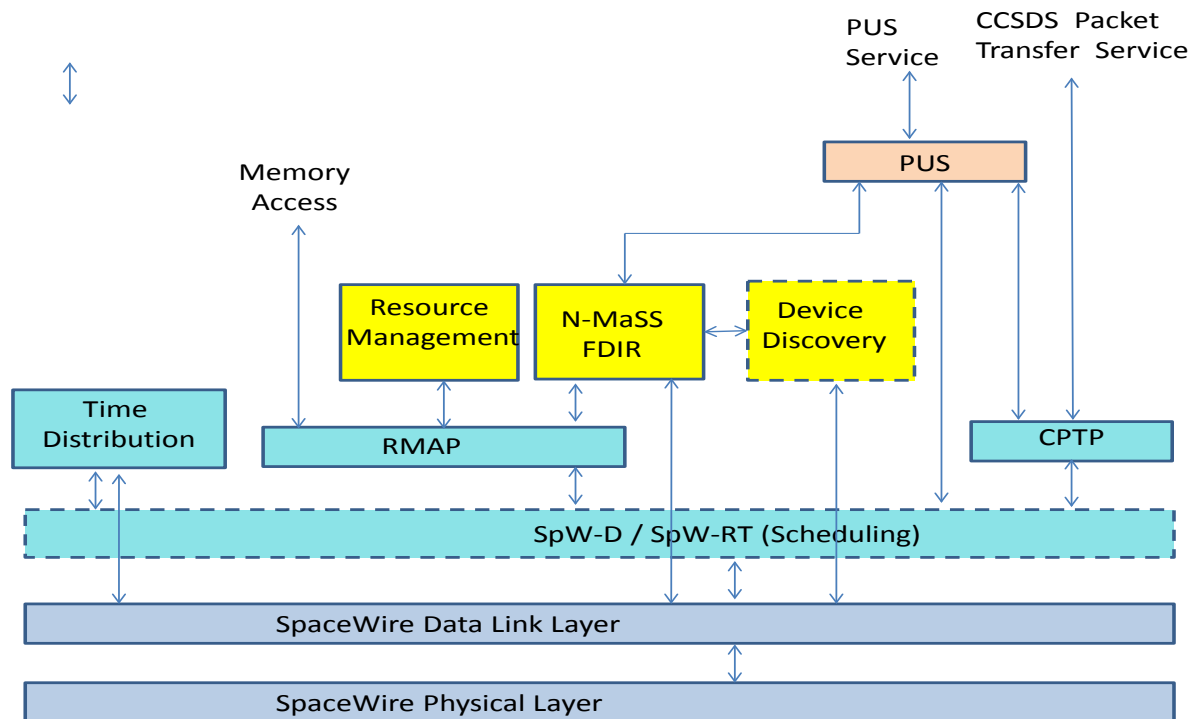 PUS
Service
CCSDS Packet
Transfer Service
PUS
Memory
Access
Resource
Management
N-MaSS
FDIR
Device
Discovery
Time
Distribution
RMAP
CPTP
SpW-D / SpW-RT (Scheduling)
SpaceWire Data Link Layer
SpaceWire Physical Layer